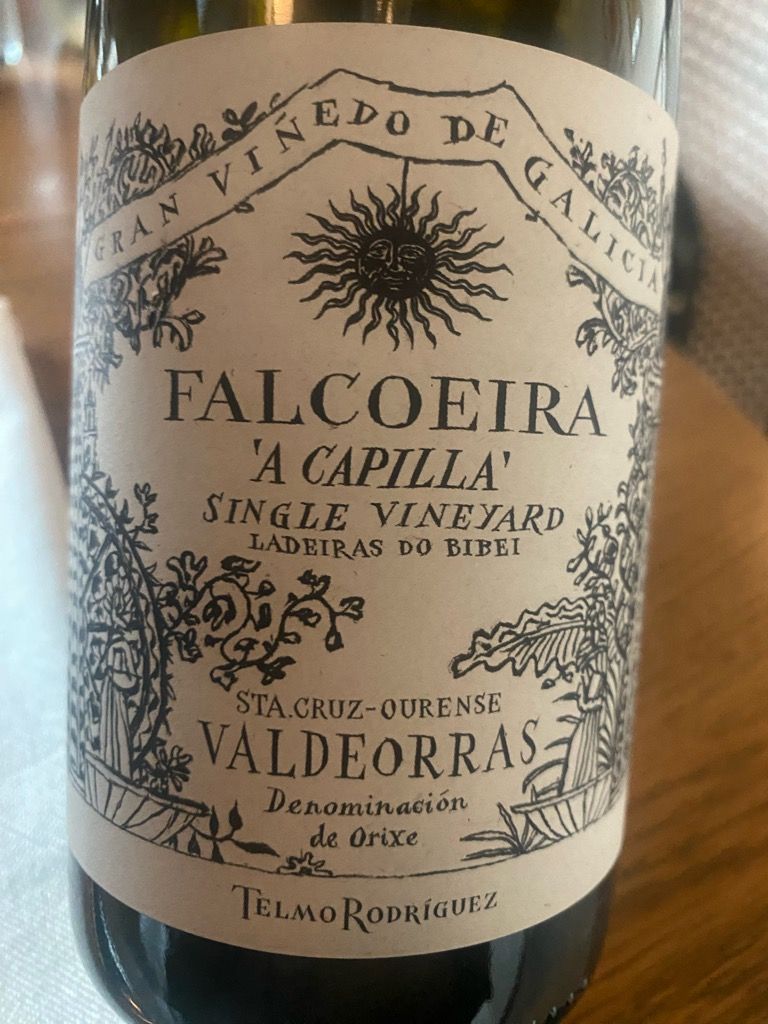 GRAN VIÑEDO DE GALICIA
FALCOEIRA
'A CAPILLA'
SINGLE VINEYARD
LADEIRAS DO BIBEI
STA.CRUZ-OURENSE
VALDEORRAS
Denominación
de Orixe
TELMO RODRÍGUEZ